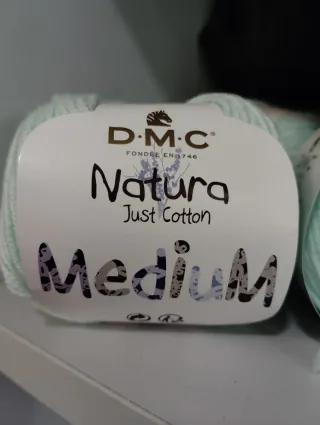 D·M·C
FONDÉE EN 1746
Natura
Just Cotton
MediuM